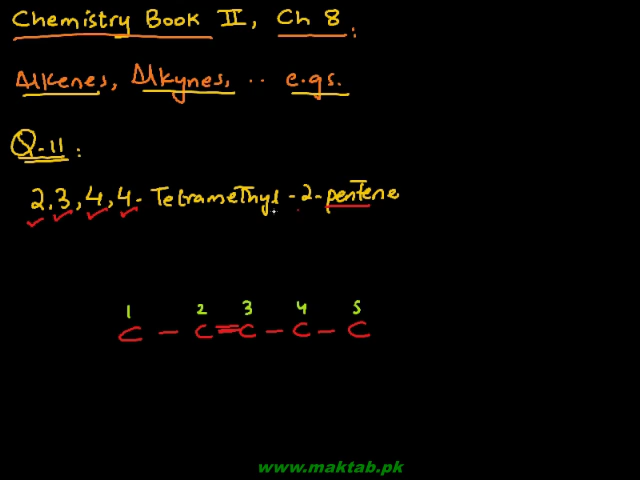 Chemistry Book II, Ch 8:
Alkenes, Alkynes, .. e.gs.
Q-11:
2,3,4,4-Tetramethyl-2-pentene
1 2 3 4 5
C - C = C - C - C
www.maktab.pk